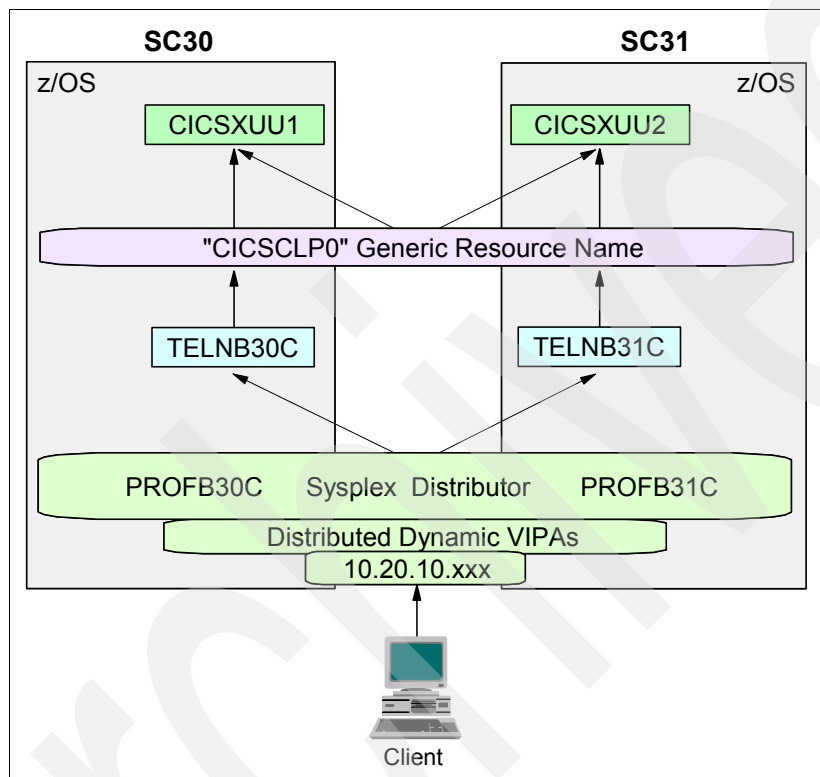 SC30 SC31
z/OS z/OS
CICSXUU1 CICSXUU2
"CICSCLP0" Generic Resource Name
TELNB30C TELNB31C
PROFB30C Sysplex Distributor PROFB31C
Distributed Dynamic VIPAs
10.20.10.xxx
Client